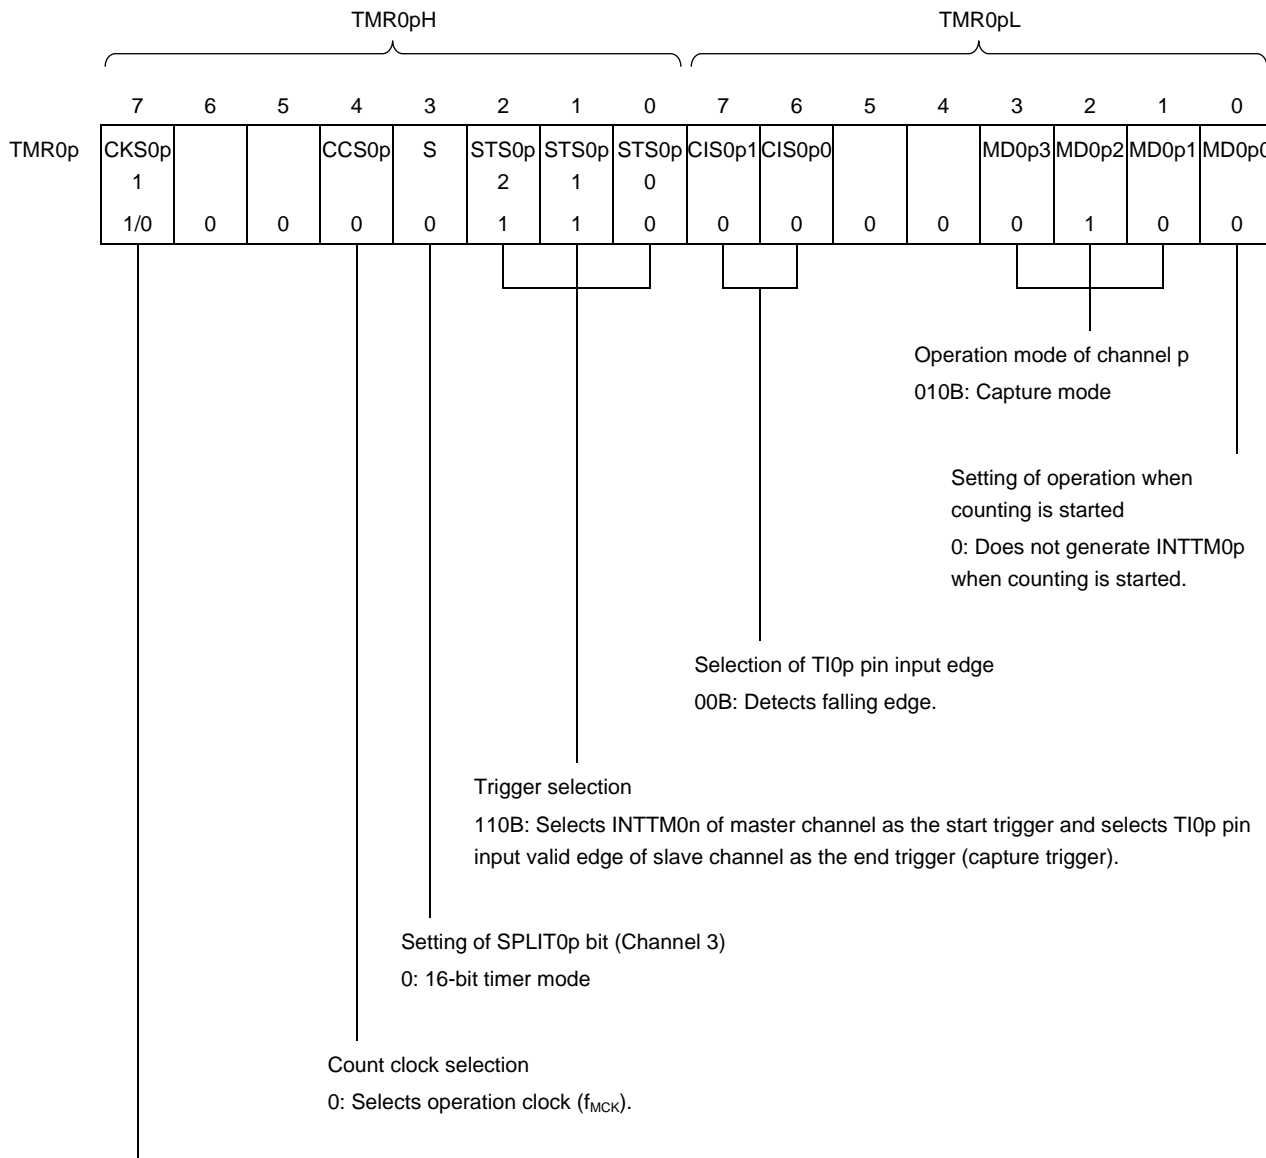 TMR0pH TMR0pL
7 6 5 4 3 2 1 0 7 6 5 4 3 2 1 0
TMR0p CKS0p CCS0p S STS0p STS0p STS0p CIS0p1 CIS0p0 MD0p3 MD0p2 MD0p1 MD0p0
1 2 1 0
1/0 0 0 0 0 1 1 0 0 0 0 0 0 1 0 0
Operation mode of channel p
010B: Capture mode
Setting of operation when
counting is started
0: Does not generate INTTM0p
when counting is started.
Selection of TI0p pin input edge
00B: Detects falling edge.
Trigger selection
110B: Selects INTTM0n of master channel as the start trigger and selects TI0p pin
input valid edge of slave channel as the end trigger (capture trigger).
Setting of SPLIT0p bit (Channel 3)
0: 16-bit timer mode
Count clock selection
0: Selects operation clock (fMCK).